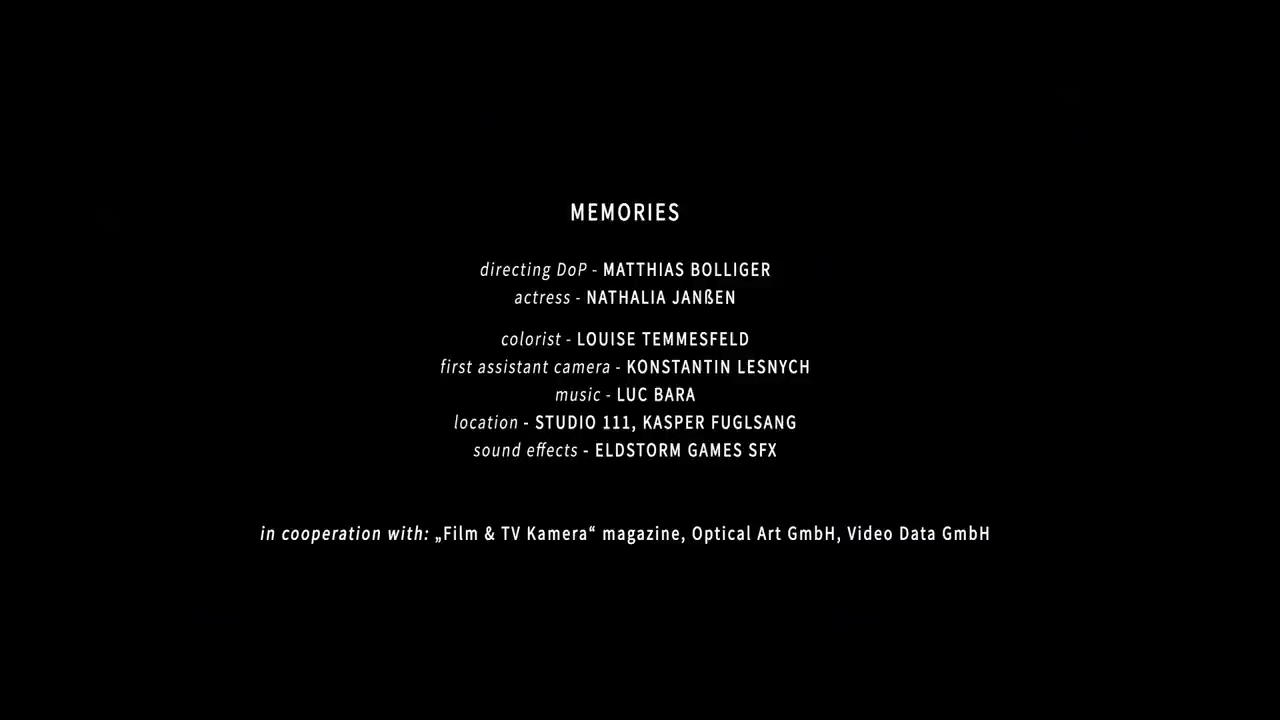 MEMORIES
directing DoP - MATTHIAS BOLLIGER
actress - NATHALIA JANßEN
colorist - LOUISE TEMMESFELD
first assistant camera - KONSTANTIN LESNYCH
music - LUC BARA
location - STUDIO 111, KASPER FUGLSANG
sound effects - ELDSTORM GAMES SFX
in cooperation with: „Film & TV Kamera“ magazine, Optical Art GmbH, Video Data GmbH